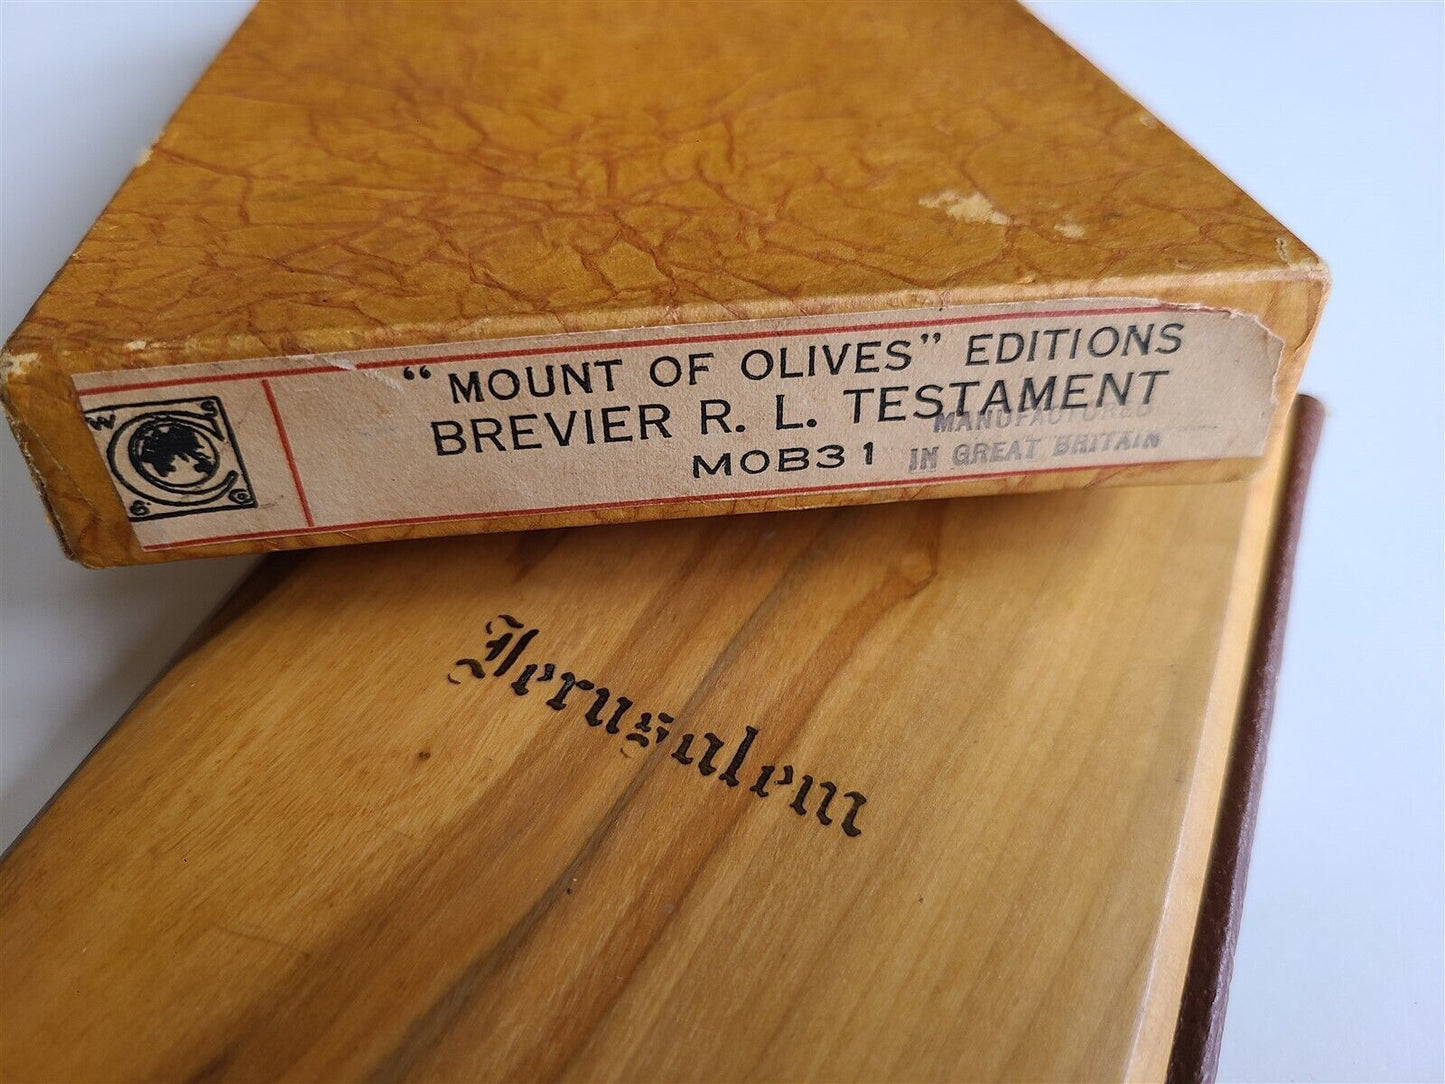 “MOUNT OF OLIVES” EDITIONS
BREVIER R. L. TESTAMENT
MOB31
MANUFACTURED
IN GREAT BRITAIN
W
Jerusalem